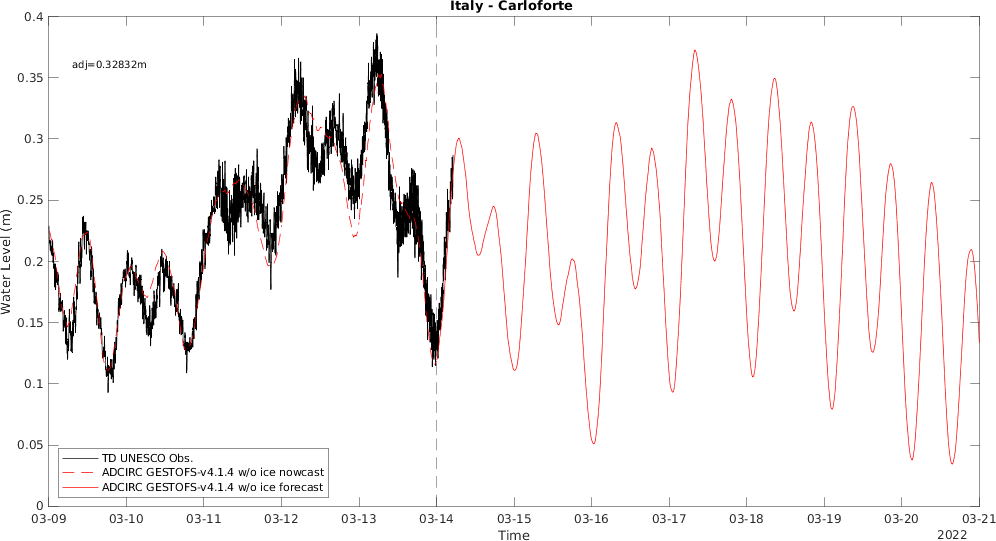 Italy - Carloforte
0.4
0.35
0.3
0.25
0.2
0.15
0.1
0.05
0
Water Level (m)
adj=0.32832m
TD UNESCO Obs.
ADCIRC GESTOFS-v4.1.4 w/o ice nowcast
ADCIRC GESTOFS-v4.1.4 w/o ice forecast
03-09 03-10 03-11 03-12 03-13 03-14 03-15 03-16 03-17 03-18 03-19 03-20 03-21
Time
2022